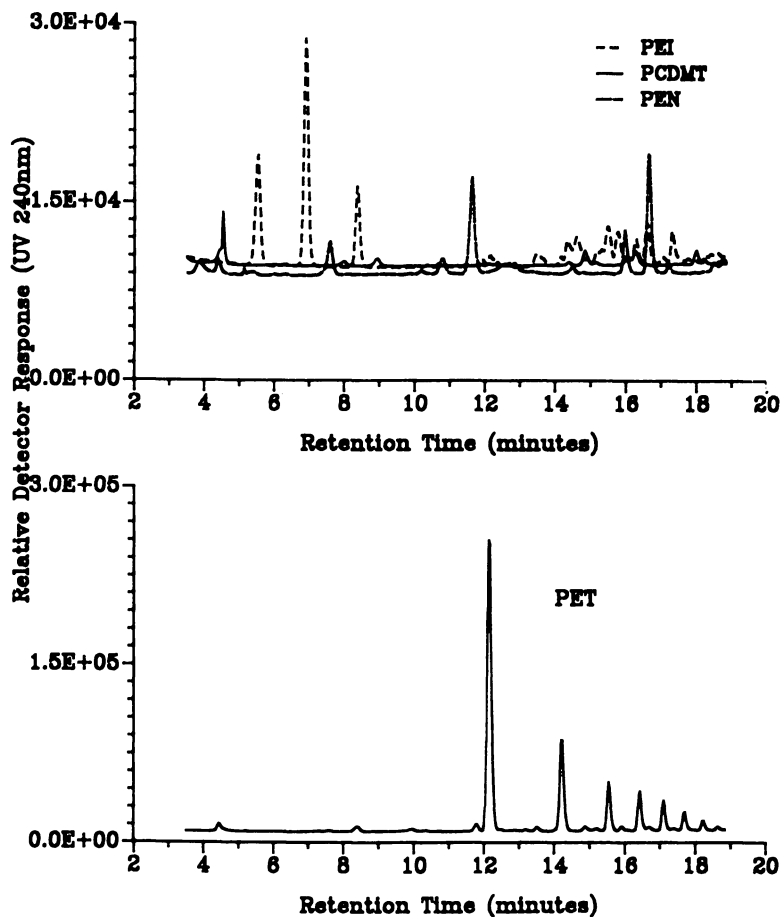 3.0E+04
PEI
PCDMT
PEN
1.5E+04
0.0E+00
2 4 6 8 10 12 14 16 18 20
Retention Time (minutes)
Relative Detector Response (UV 240nm)
3.0E+05
PET
1.5E+05
0.0E+00
2 4 6 8 10 12 14 16 18 20
Retention Time (minutes)